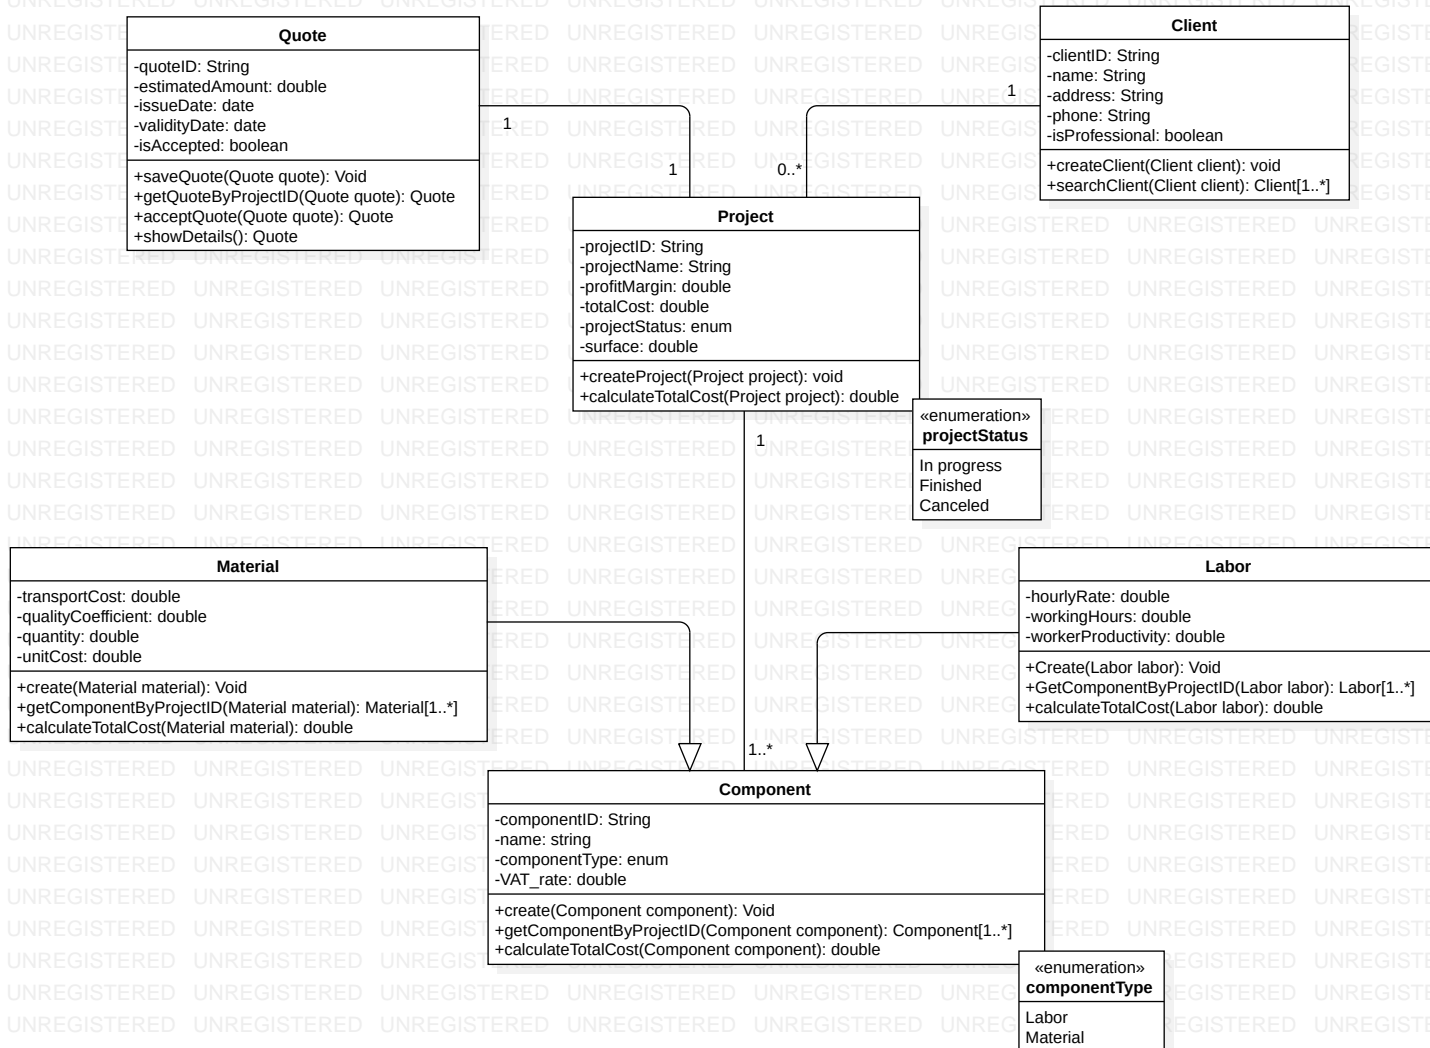 Quote
-quoteID: String
-estimatedAmount: double
-issueDate: date
-validityDate: date
-isAccepted: boolean
+saveQuote(Quote quote): Void
+getQuoteByProjectID(Quote quote): Quote
+acceptQuote(Quote quote): Quote
+showDetails(): Quote
1
1
Client
-clientID: String
-name: String
-address: String
-phone: String
-isProfessional: boolean
+createClient(Client client): void
+searchClient(Client client): Client[1..*]
1
0..*
Project
-projectID: String
-projectName: String
-profitMargin: double
-totalCost: double
-projectStatus: enum
-surface: double
+createProject(Project project): void
+calculateTotalCost(Project project): double
«enumeration»
projectStatus
In progress
Finished
Canceled
1
1..*
Material
-transportCost: double
-qualityCoefficient: double
-quantity: double
-unitCost: double
+create(Material material): Void
+getComponentByProjectID(Material material): Material[1..*]
+calculateTotalCost(Material material): double
Labor
-hourlyRate: double
-workingHours: double
-workerProductivity: double
+Create(Labor labor): Void
+GetComponentByProjectID(Labor labor): Labor[1..*]
+calculateTotalCost(Labor labor): double
Component
-componentID: String
-name: string
-componentType: enum
-VAT_rate: double
+create(Component component): Void
+getComponentByProjectID(Component component): Component[1..*]
+calculateTotalCost(Component component): double
«enumeration»
componentType
Labor
Material
UNREGISTERED